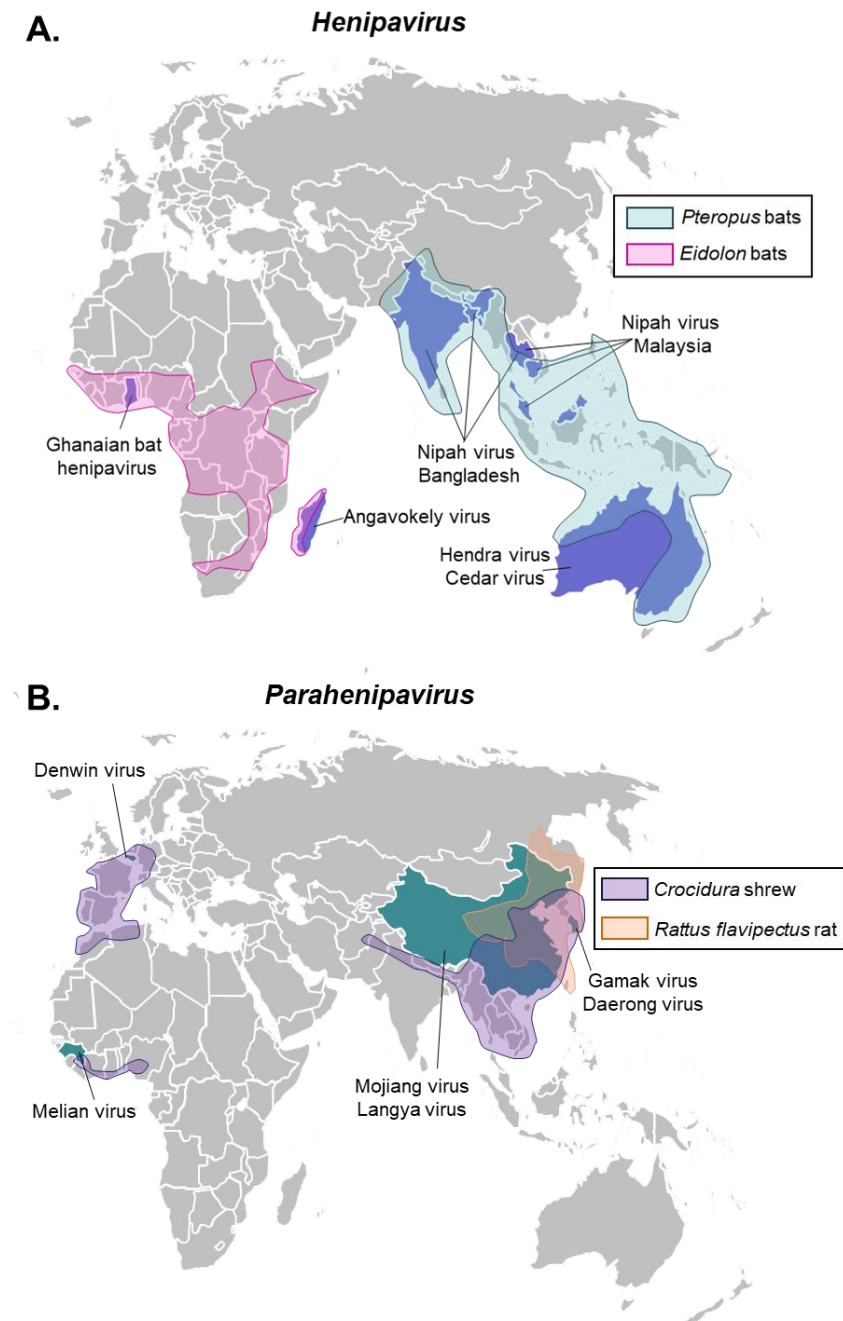 A.
Henipavirus
Pteropus bats
Eidolon bats
Nipah virus
Malaysia
Ghanaian bat
henipavirus
Nipah virus
Bangladesh
Angavokely virus
Hendra virus
Cedar virus
B.
Parahenipavirus
Denwin virus
Crocidura shrew
Rattus flavipectus rat
Gamak virus
Daerong virus
Mojiang virus
Langya virus
Melian virus